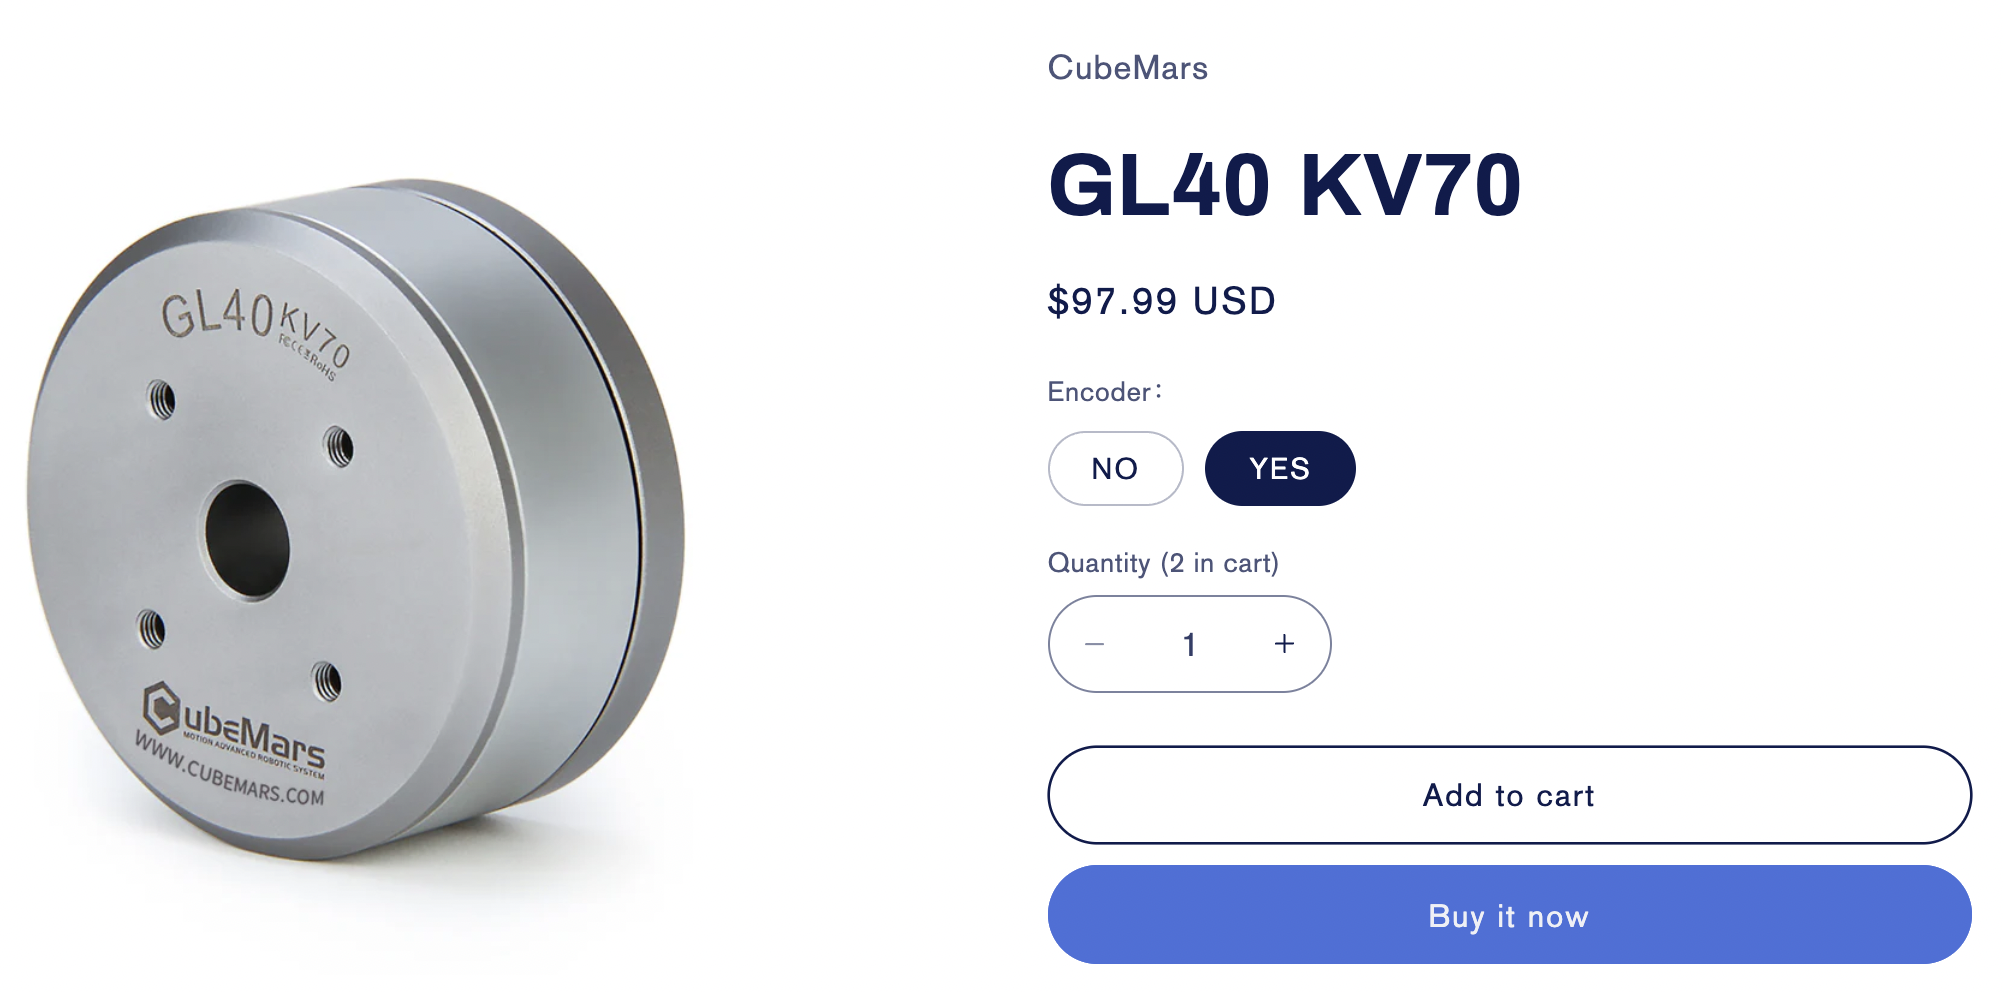 GL40 KV70
FC CE RoHS
CubeMars
MOTION ADVANCED ROBOTIC SYSTEM
WWW.CUBEMARS.COM
CubeMars
GL40 KV70
$97.99 USD
Encoder:
NO YES
Quantity (2 in cart)
− 1 +
Add to cart
Buy it now